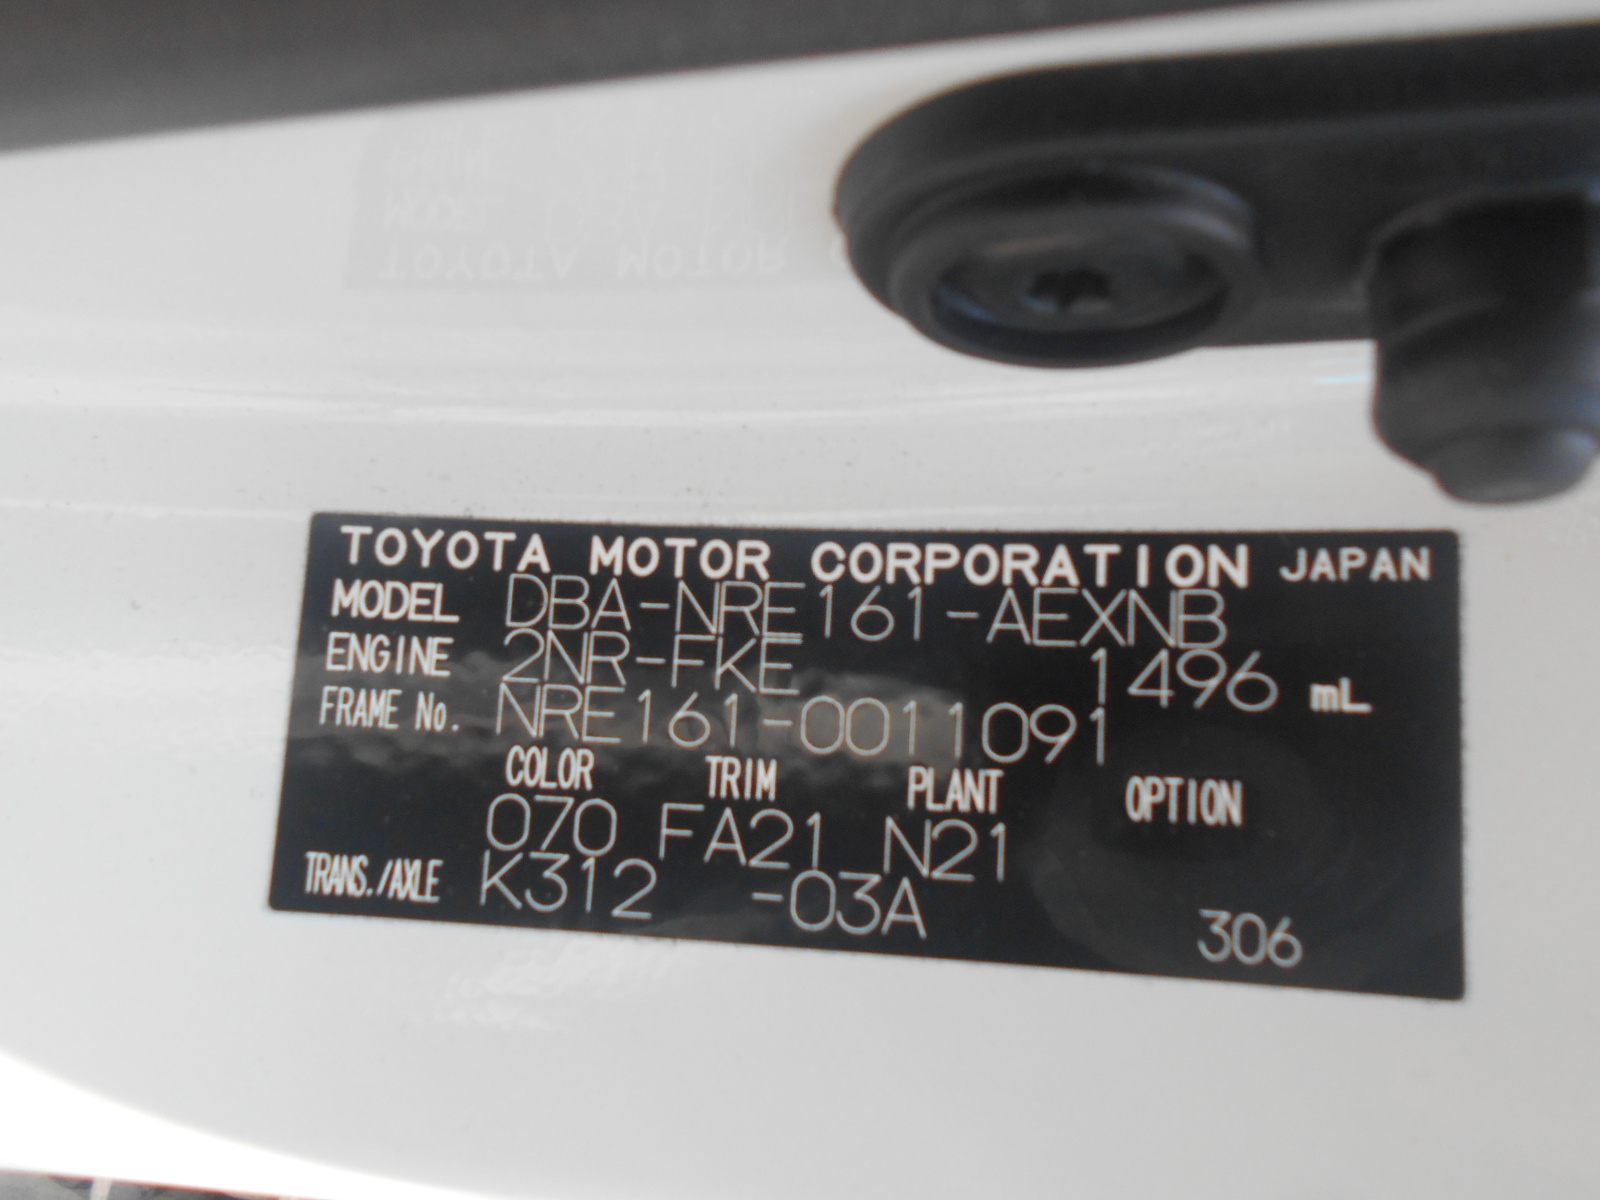 TOYOTA MOTOR CORPORATION JAPAN
MODEL DBA-NRE161-AEXNB
ENGINE 2NR-FKE 1496 mL
FRAME No. NRE161-0011091
COLOR TRIM PLANT OPTION
070 FA21 N21
TRANS./AXLE K312 -03A
306